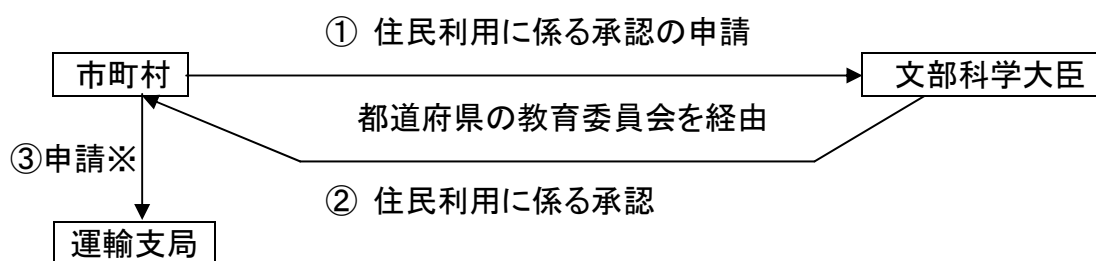 ① 住民利用に係る承認の申請
市町村
文部科学大臣
都道府県の教育委員会を経由
③申請※
② 住民利用に係る承認
運輸支局